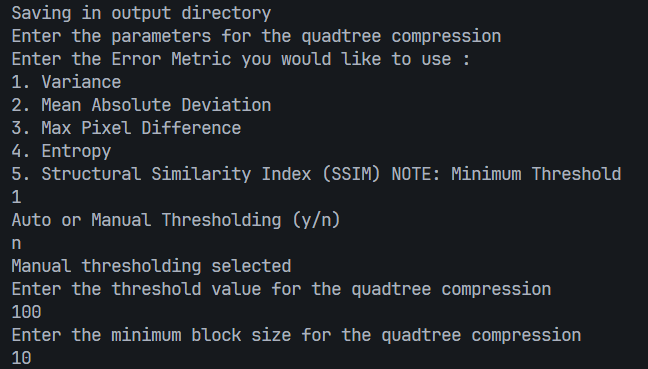 Saving in output directory
Enter the parameters for the quadtree compression
Enter the Error Metric you would like to use :
1. Variance
2. Mean Absolute Deviation
3. Max Pixel Difference
4. Entropy
5. Structural Similarity Index (SSIM) NOTE: Minimum Threshold
1
Auto or Manual Thresholding (y/n)
n
Manual thresholding selected
Enter the threshold value for the quadtree compression
100
Enter the minimum block size for the quadtree compression
10